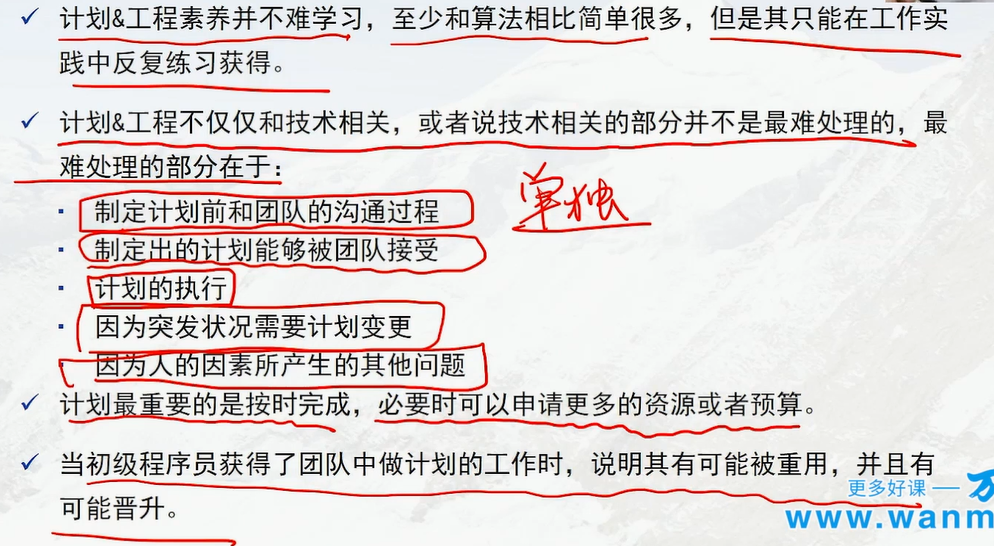 计划&工程素养并不难学习，至少和算法相比简单很多，但是其只能在工作实
践中反复练习获得。
计划&工程不仅仅和技术相关，或者说技术相关的部分并不是最难处理的，最
难处理的部分在于：
单独
制定计划前和团队的沟通过程
制定出的计划能够被团队接受
计划的执行
因为突发状况需要计划变更
因为人的因素所产生的其他问题
计划最重要的是按时完成，必要时可以申请更多的资源或者预算。
当初级程序员获得了团队中做计划的工作时，说明其有可能被重用，并且有
可能晋升。
更多好课一
www.wanm